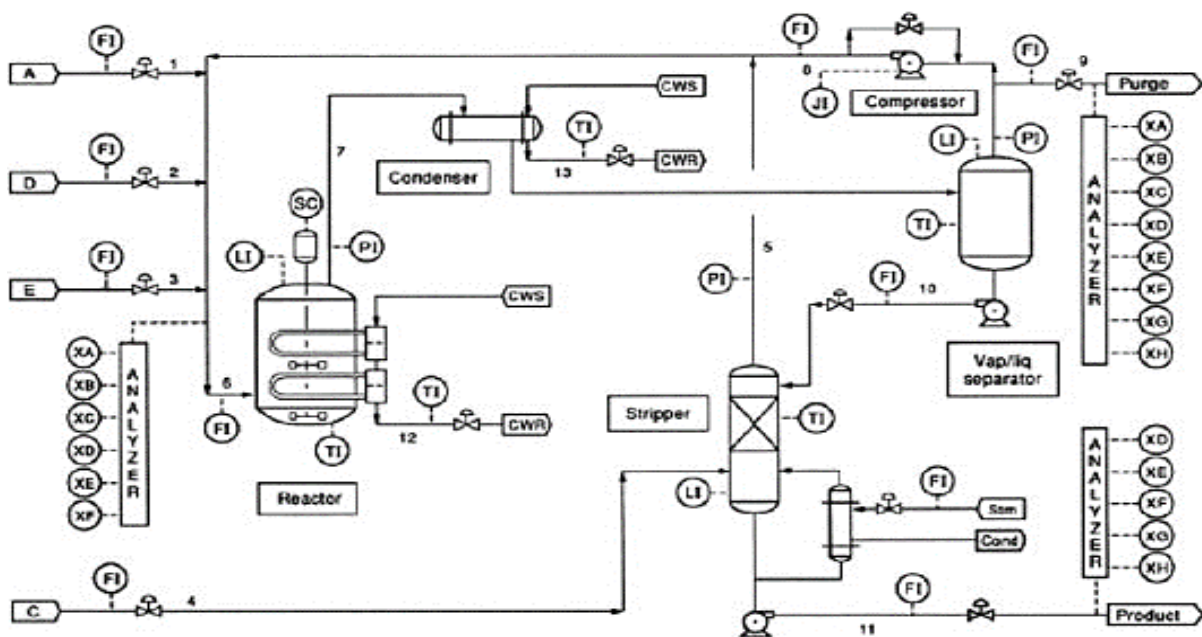 FI
FI
9
FI
A
1
8
Purge
CWS
JI
Compressor
XA
LI
PI
TI
XB
7
13
CWR
FI
Condenser
XC
D
2
SC
ANALYZER
XD
TI
LI
PI
5
XE
FI
PI
FI
XF
E
3
CWS
10
XG
XA
ANALYZER
XH
XB
6
Vap/liq
separator
XC
FI
TI
Stripper
TI
XD
12
CWR
XD
TI
FI
XE
XE
Reactor
LI
ANALYZER
XF
XF
Stm
XG
Cond
XH
FI
FI
C
4
Product
11